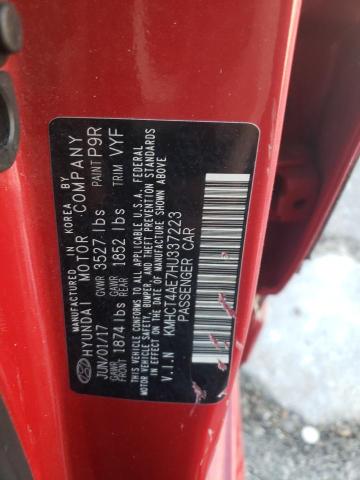 MANUFACTURED IN KOREA BY
HYUNDAI MOTOR COMPANY
JUN/01/17 GVWR 3527 lbs PAINT P9R
GAWR FRONT 1874 lbs GAWR REAR 1852 lbs TRIM VYF
THIS VEHICLE CONFORMS TO ALL APPLICABLE U.S.A. FEDERAL
MOTOR VEHICLE SAFETY, BUMPER, AND THEFT PREVENTION STANDARDS
IN EFFECT ON THE DATE OF MANUFACTURE SHOWN ABOVE.
V.I.N KMHCT4AE7HU337223
PASSENGER CAR